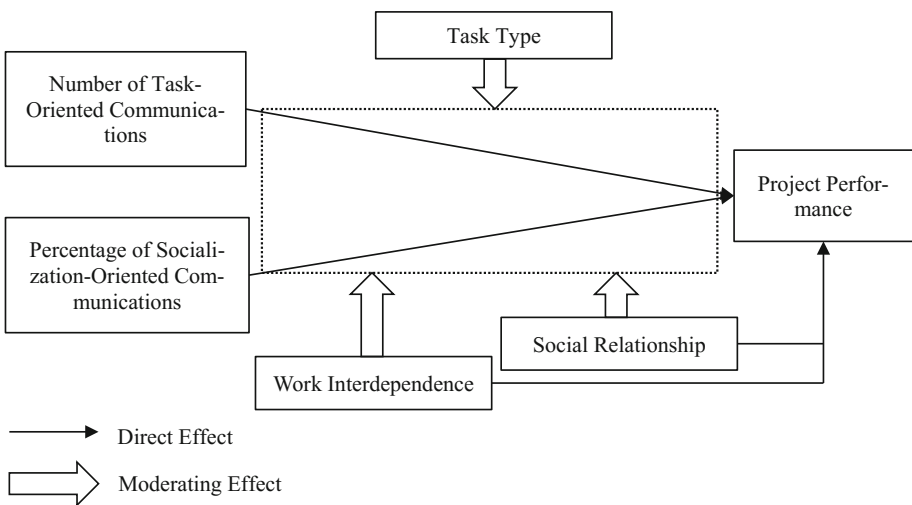 Task Type
Number of Task-
Oriented Communica-
tions
Project Perfor-
mance
Percentage of Sociali-
zation-Oriented Com-
munications
Social Relationship
Work Interdependence
Direct Effect
Moderating Effect